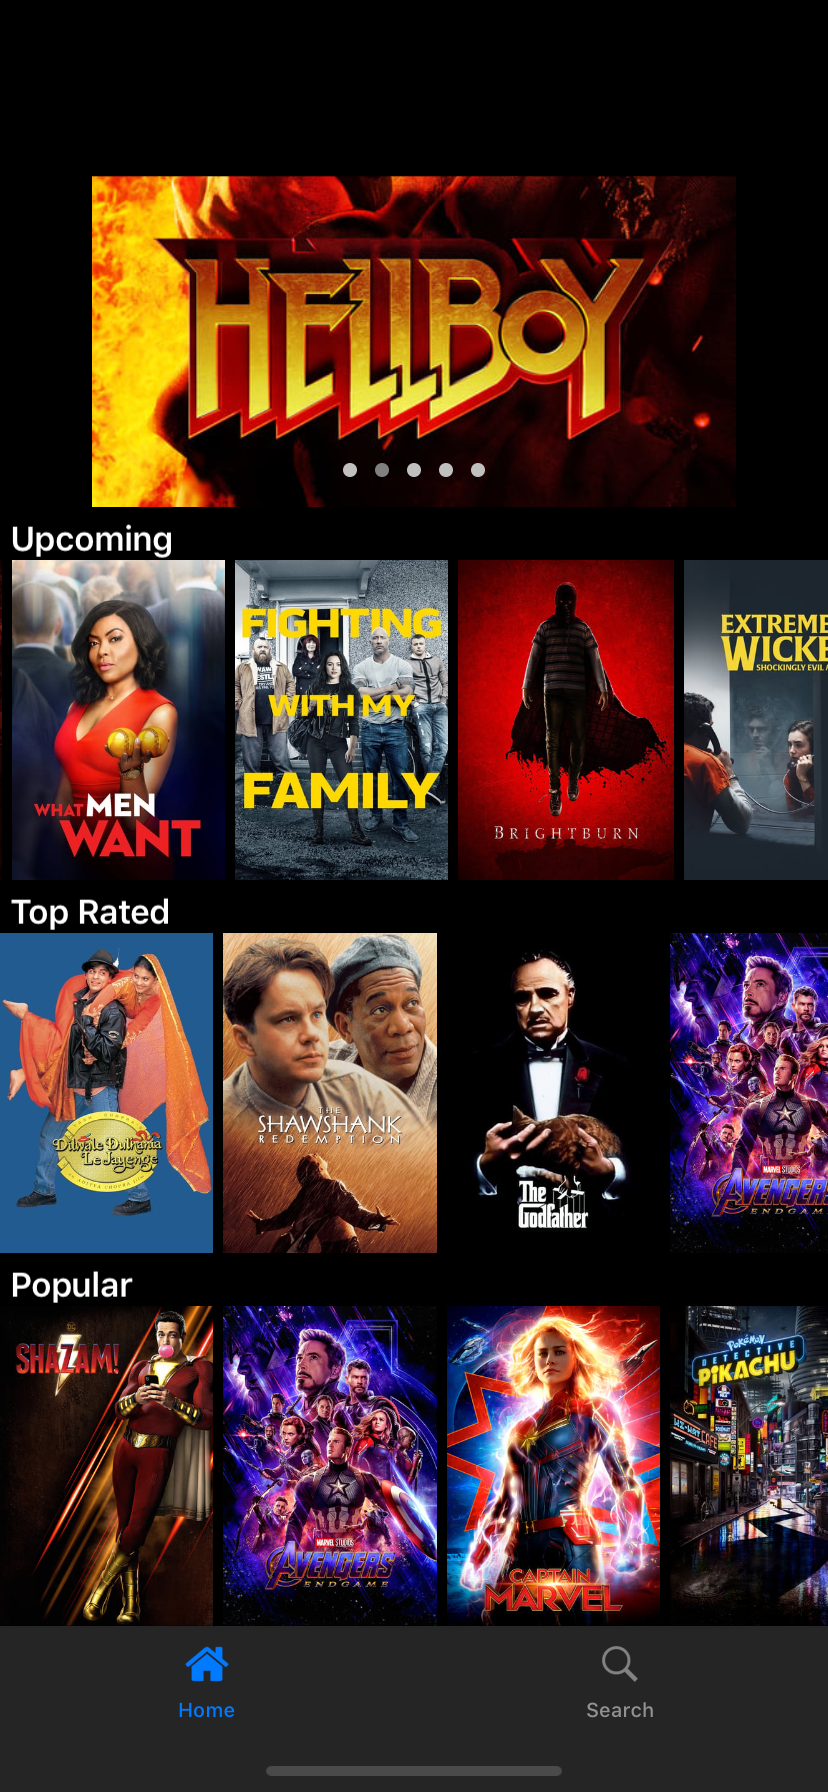 HELLBOY
Upcoming
WHAT MEN
WANT
FIGHTING
WITH MY
FAMILY
BRIGHTBURN
EXTREME
WICKE
SHOCKINGLY EVIL
Top Rated
Dilwale Dulhania
Le Jayenge
THE
SHAWSHANK
REDEMPTION
The
Godfather
MARVEL STUDIOS
AVENGERS
ENDGAM
Popular
DC
SHAZAM!
MARVEL STUDIOS
AVENGERS
ENDGAME
CAPTAIN
MARVEL
POKÉMON
DETECTIVE
PIKACHU
Home
Search